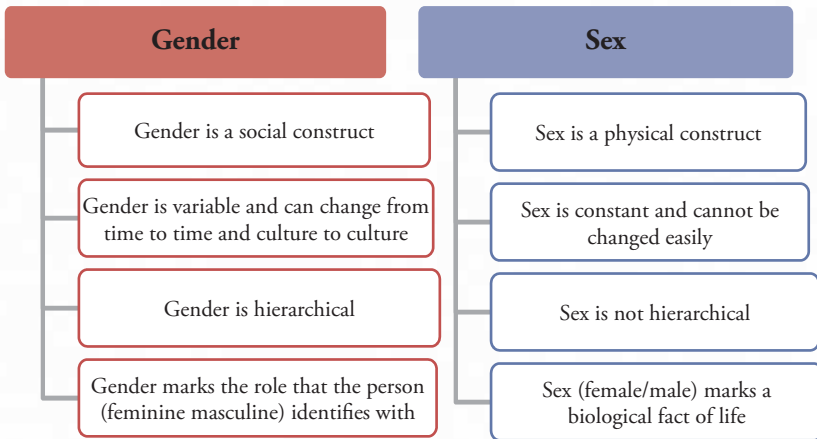 Gender
Gender is a social construct
Gender is variable and can change from
time to time and culture to culture
Gender is hierarchical
Gender marks the role that the person
(feminine masculine) identifies with
Sex
Sex is a physical construct
Sex is constant and cannot be
changed easily
Sex is not hierarchical
Sex (female/male) marks a
biological fact of life